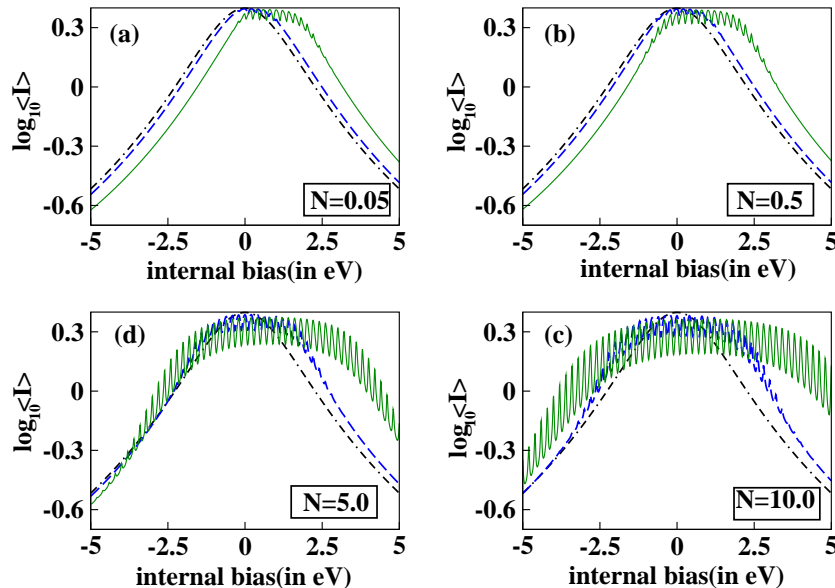 (a)
log10<I>
0.3
0
-0.3
-0.6
N=0.05
-5
-2.5
0
2.5
5
internal bias(in eV)
(b)
log10<I>
0.3
0
-0.3
-0.6
N=0.5
-5
-2.5
0
2.5
5
internal bias(in eV)
(d)
log10<I>
0.3
0
-0.3
-0.6
N=5.0
-5
-2.5
0
2.5
5
internal bias(in eV)
(c)
log10<I>
0.3
0
-0.3
-0.6
N=10.0
-5
-2.5
0
2.5
5
internal bias(in eV)